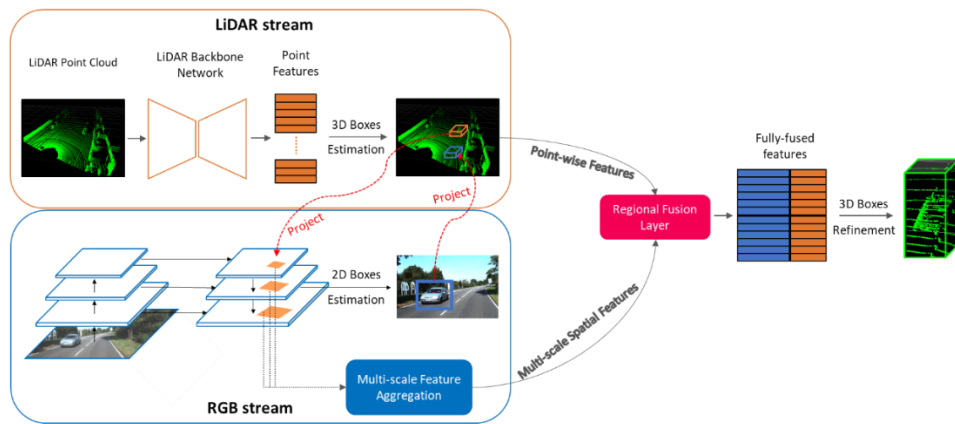 LiDAR stream
LiDAR Point Cloud
LiDAR Backbone
Network
Point
Features
3D Boxes
Estimation
Point-wise Features
Project
Project
Regional Fusion
Layer
Fully-fused
features
3D Boxes
Refinement
2D Boxes
Estimation
Multi-scale Feature
Aggregation
Multi-scale Spatial Features
RGB stream